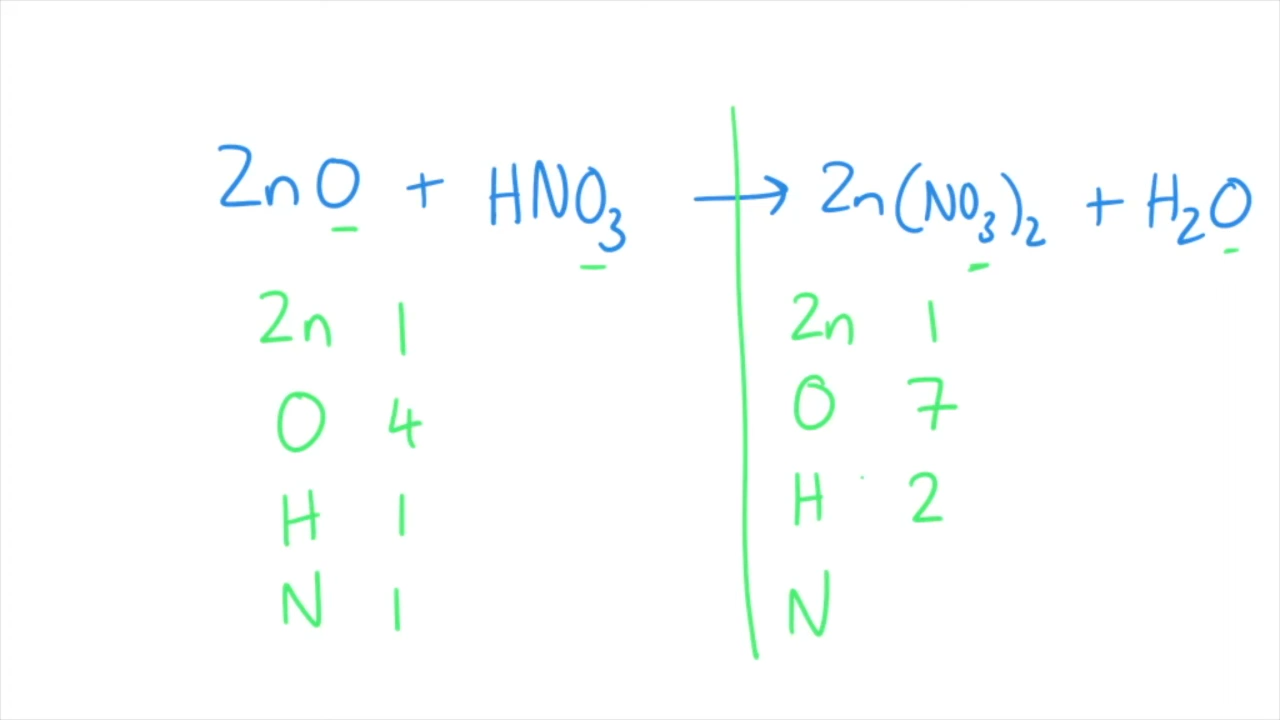 ZnO + HNO₃ → Zn(NO₃)₂ + H₂O
Zn 1 Zn 1
O 4 O 7
H 1 H 2
N 1 N